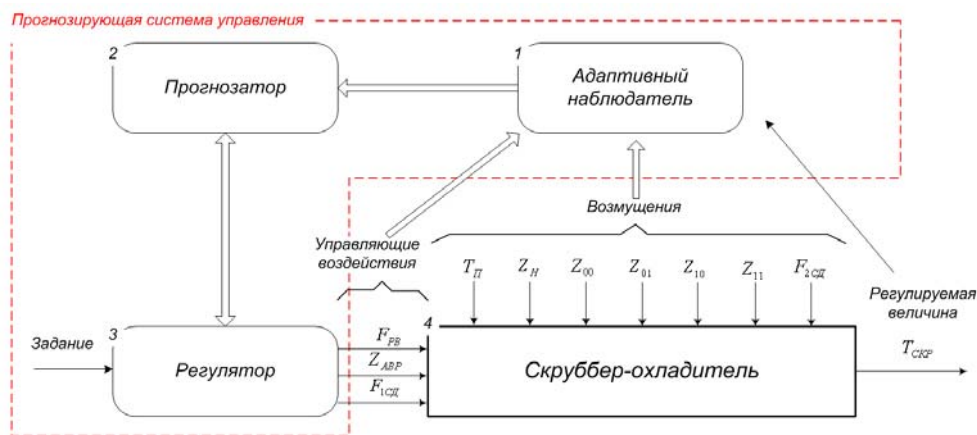 Прогнозирующая система управления
2
Прогнозатор
1
Адаптивный
наблюдатель
Возмущения
Управляющие
воздействия
T_П
Z_Н
Z_00
Z_01
Z_10
Z_11
F_2СД
Регулируемая
величина
Задание
3
Регулятор
F_РВ
Z_АВР
F_1СД
4
Скруббер-охладитель
T_СКР